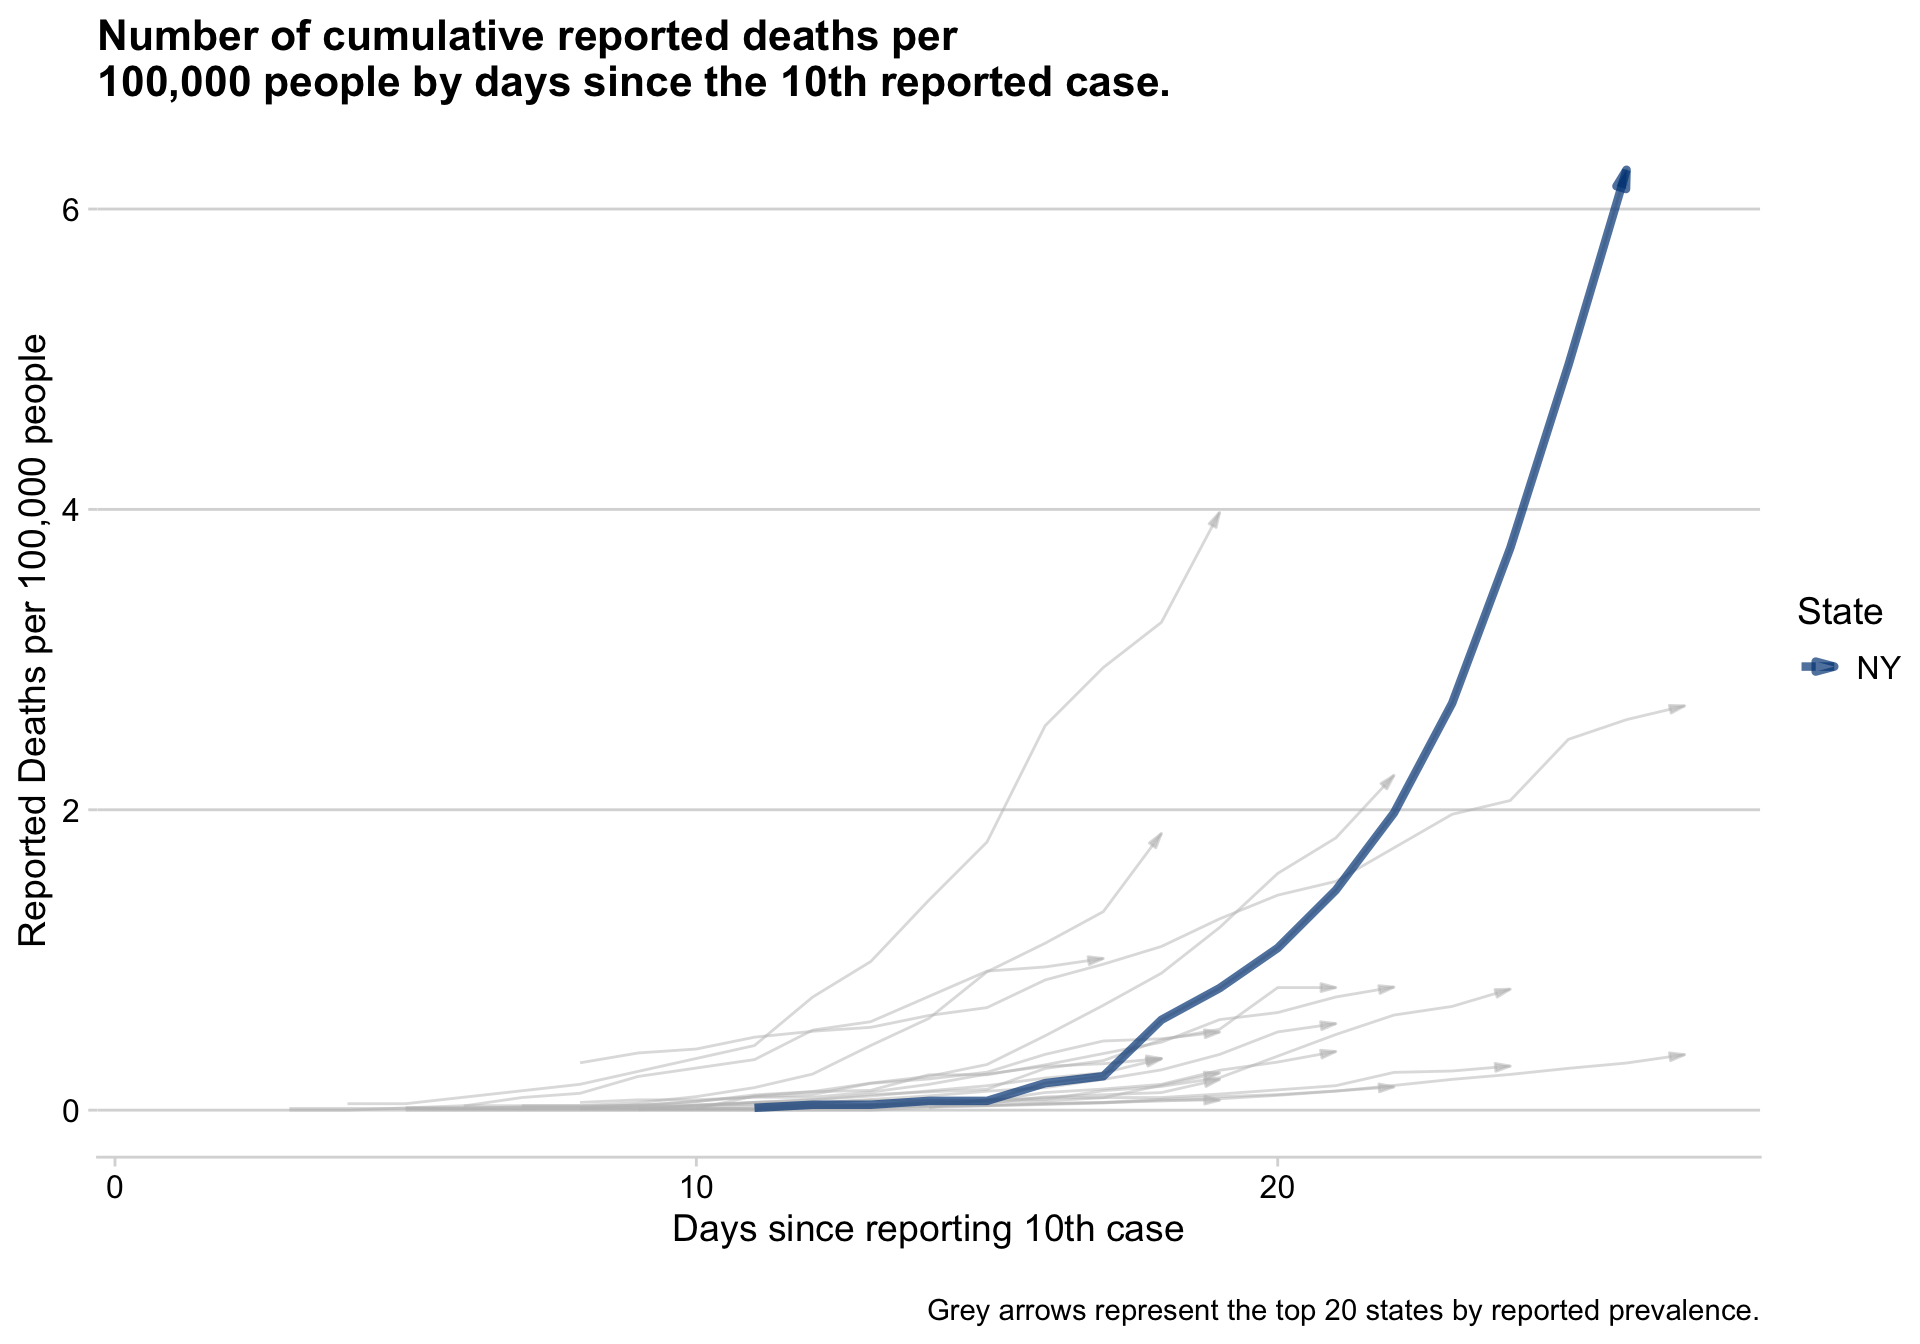 Number of cumulative reported deaths per
100,000 people by days since the 10th reported case.
Reported Deaths per 100,000 people
6
4
2
0
0
10
20
Days since reporting 10th case
State
NY
Grey arrows represent the top 20 states by reported prevalence.